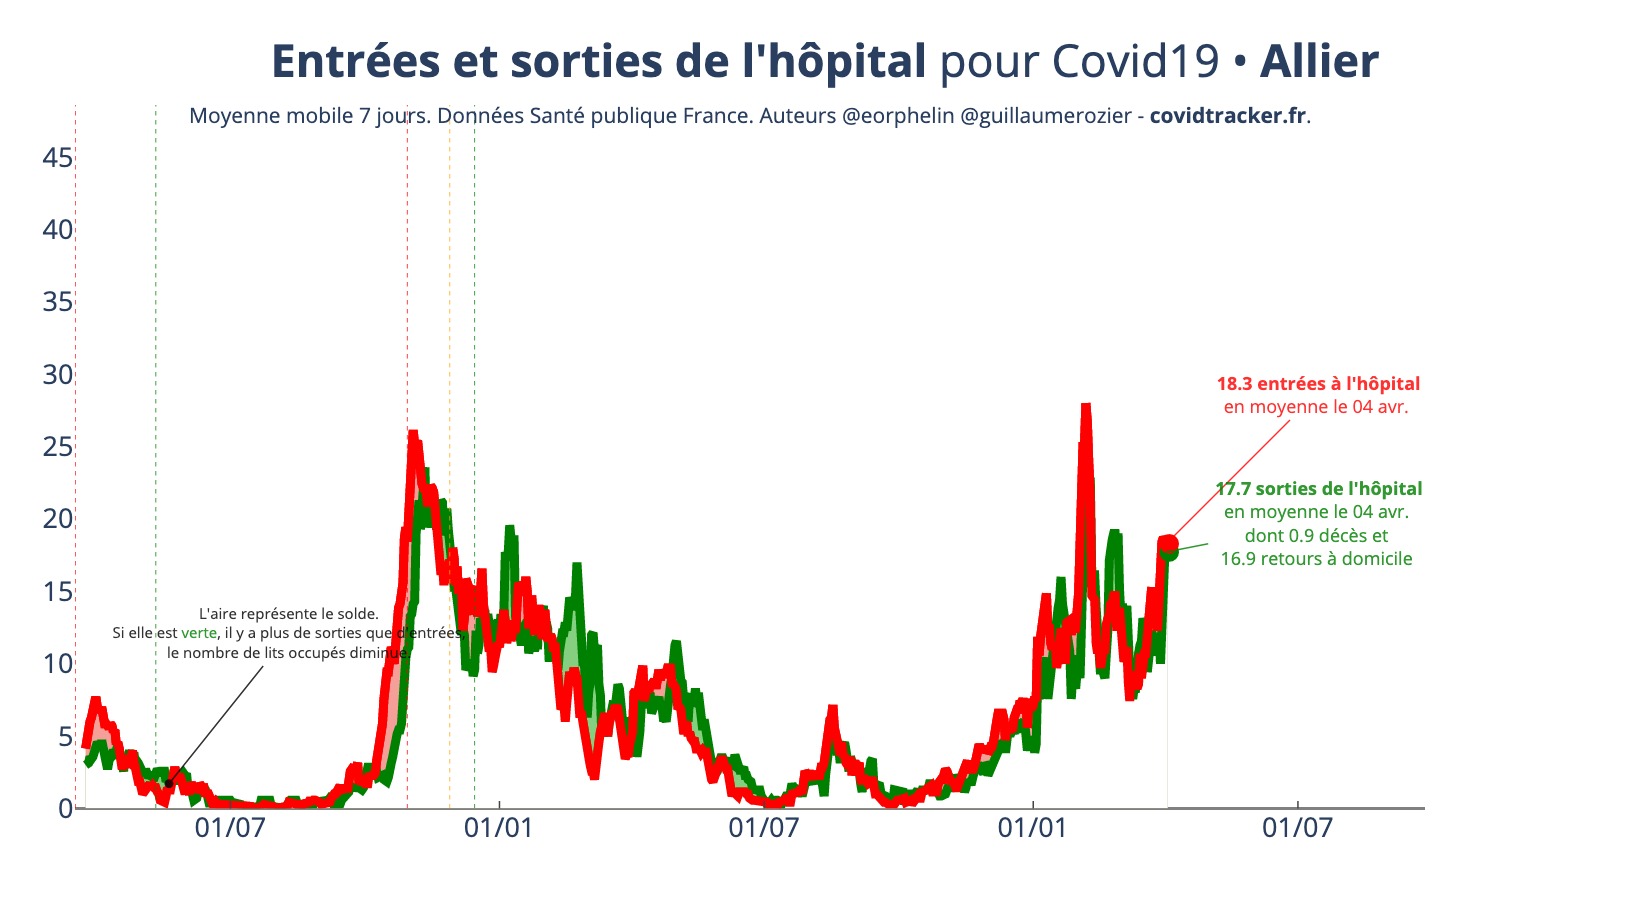 Entrées et sorties de l'hôpital pour Covid19 • Allier
Moyenne mobile 7 jours. Données Santé publique France. Auteurs @eorphelin @guillaumerozier - covidtracker.fr.
45
40
35
30
25
20
15
10
5
0
18.3 entrées à l'hôpital
en moyenne le 04 avr.
17.7 sorties de l'hôpital
en moyenne le 04 avr.
dont 0.9 décès et
16.9 retours à domicile
L'aire représente le solde.
Si elle est verte, il y a plus de sorties que d'entrées,
le nombre de lits occupés diminue.
01/07
01/01
01/07
01/01
01/07